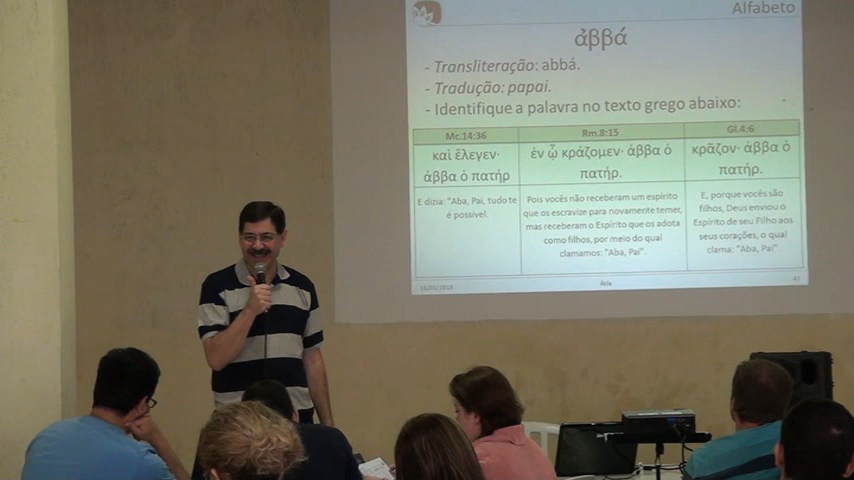 Alfabeto
ἀββά
- Transliteração: abbá.
- Tradução: papai.
- Identifique a palavra no texto grego abaixo:
Mc.14:36
καὶ ἔλεγεν·
ἀββα ὁ πατήρ
E dizia: "Aba, Pai, tudo te
é possível.
Rm.8:15
ἐν ᾧ κράζομεν· ἀββα ὁ
πατήρ.
Pois vocês não receberam um espírito
que os escravize para novamente temer,
mas receberam o Espírito que os adota
como filhos, por meio do qual
clamamos: "Aba, Pai".
Gl.4:6
κρᾶζον· ἀββα ὁ
πατήρ.
E, porque vocês são
filhos, Deus enviou o
Espírito de seu Filho aos
seus corações, o qual
clama: "Aba, Pai"